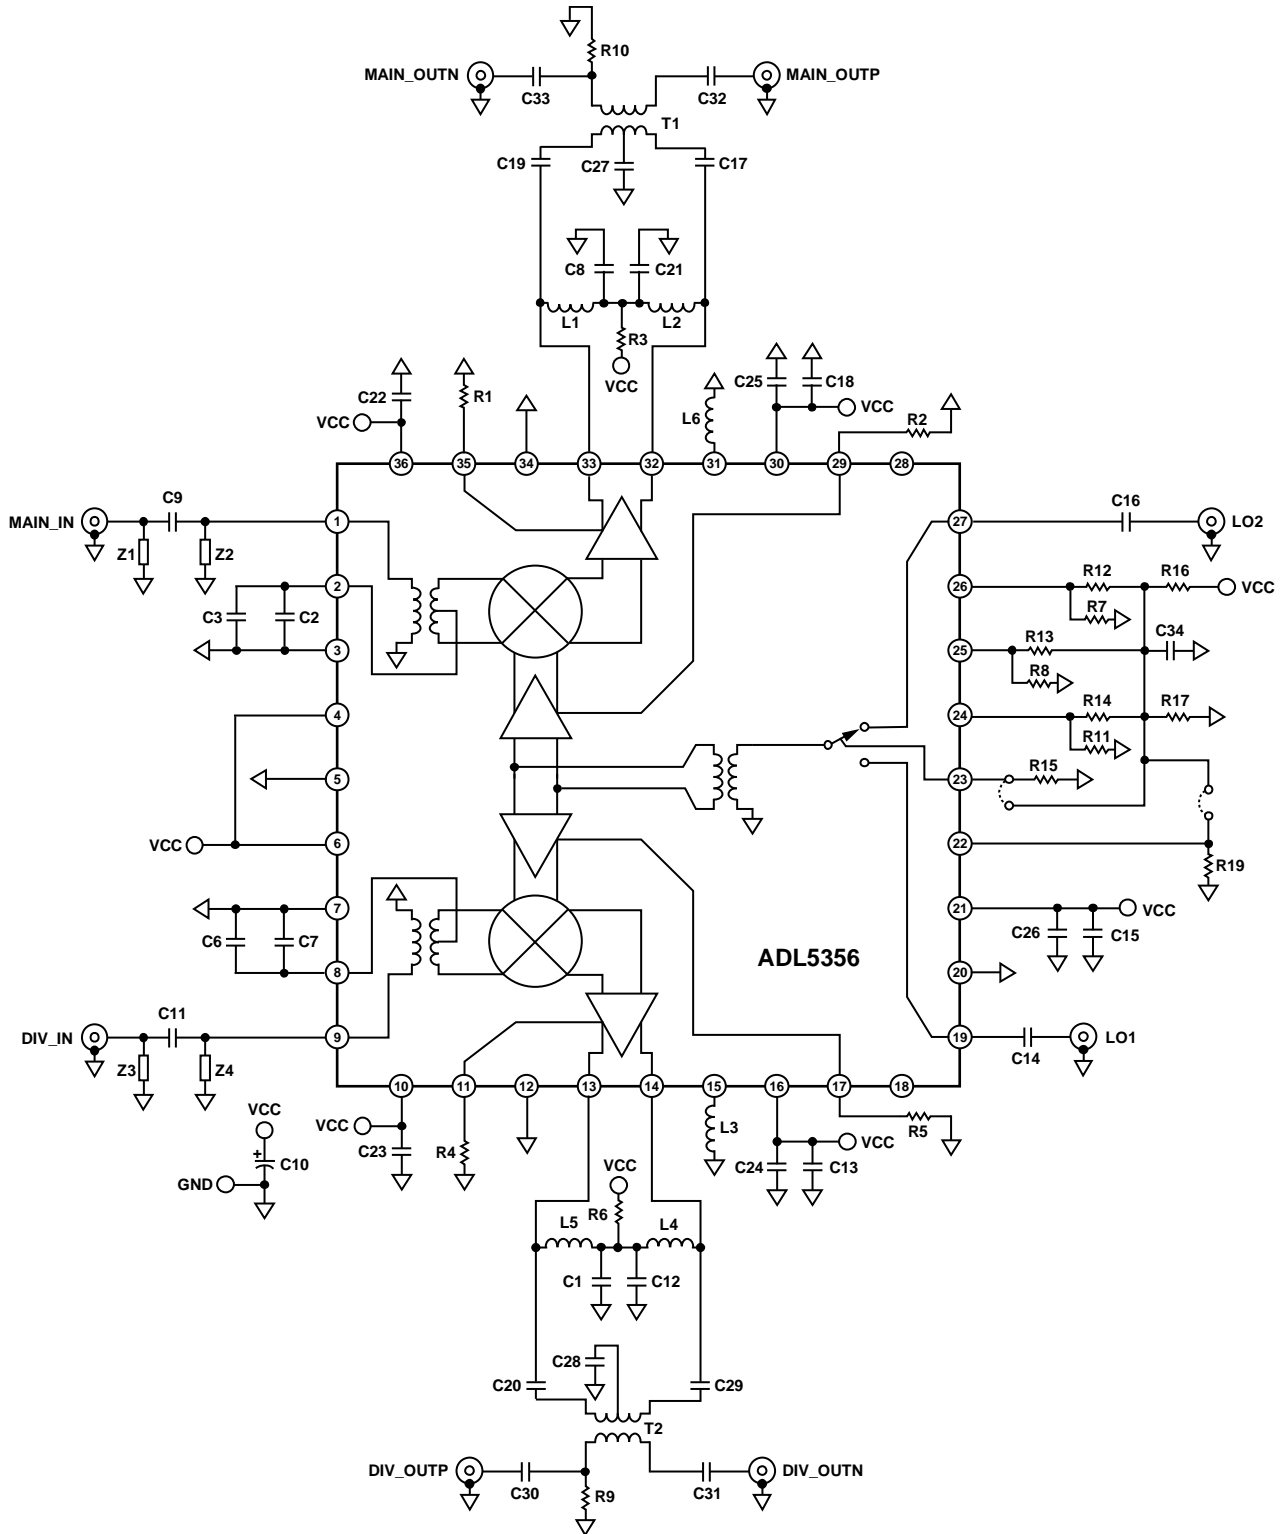 R10
MAIN_OUTN
MAIN_OUTP
C33
C32
T1
C19
C27
C17
C8
C21
L1
L2
R3
VCC
C22
R1
C25
C18
VCC
L6
VCC
R2
36
35
34
33
32
31
30
29
28
C9
C16
MAIN_IN
1
27
LO2
Z1
Z2
R12
R16
2
26
VCC
C3
C2
R7
R13
C34
3
25
R8
R14
R17
4
24
R11
R15
5
23
VCC
6
22
R19
7
21
VCC
C6
C7
C26
C15
ADL5356
8
20
C11
DIV_IN
9
19
LO1
Z3
Z4
C14
10
11
12
13
14
15
16
17
18
VCC
VCC
L3
R5
VCC
C23
R4
C24
C13
+
C10
VCC
GND
R6
L5
L4
C1
C12
C28
C20
C29
T2
DIV_OUTP
DIV_OUTN
C30
R9
C31